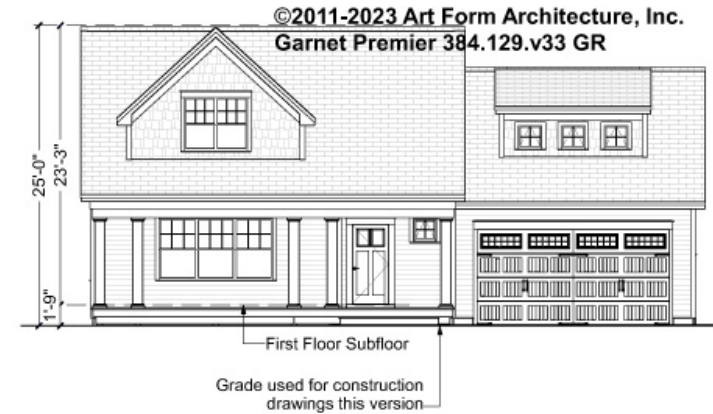 ©2011-2023 Art Form Architecture, Inc.
Garnet Premier 384.129.v33 GR
25'-0"
23'-3"
1'-9"
First Floor Subfloor
Grade used for construction
drawings this version